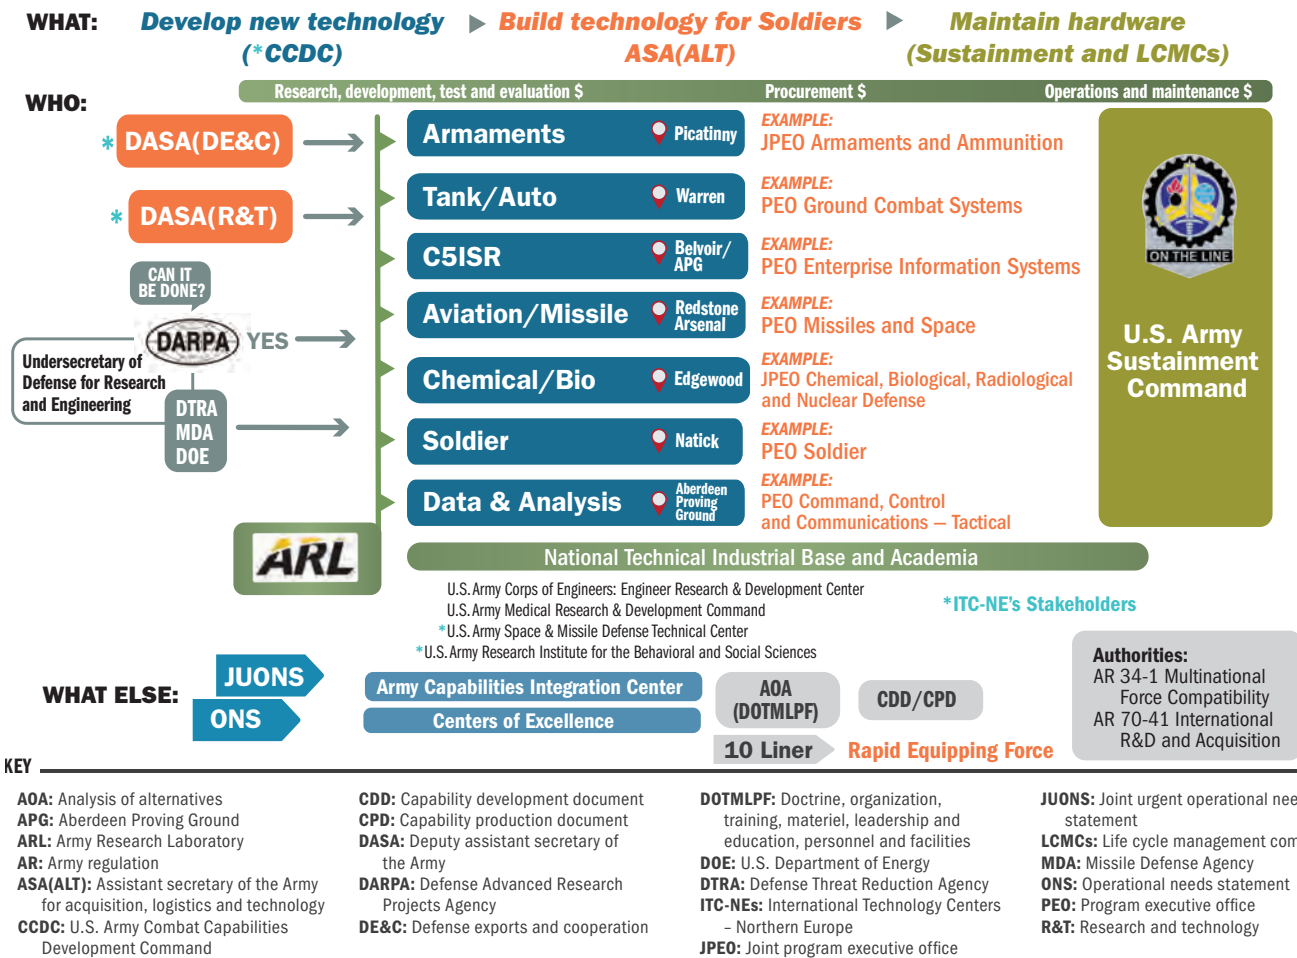 WHAT:
Develop new technology
(*CCDC)
Build technology for Soldiers
ASA(ALT)
Maintain hardware
(Sustainment and LCMCs)
WHO:
Research, development, test and evaluation $
Procurement $
Operations and maintenance $
* DASA(DE&C)
* DASA(R&T)
CAN IT
BE DONE?
DARPA
YES
Undersecretary of
Defense for Research
and Engineering
DTRA
MDA
DOE
ARL
Armaments
Picatinny
EXAMPLE:
JPEO Armaments and Ammunition
Tank/Auto
Warren
EXAMPLE:
PEO Ground Combat Systems
C5ISR
Belvoir/
APG
EXAMPLE:
PEO Enterprise Information Systems
Aviation/Missile
Redstone
Arsenal
EXAMPLE:
PEO Missiles and Space
Chemical/Bio
Edgewood
EXAMPLE:
JPEO Chemical, Biological, Radiological
and Nuclear Defense
Soldier
Natick
EXAMPLE:
PEO Soldier
Data & Analysis
Aberdeen
Proving
Ground
EXAMPLE:
PEO Command, Control
and Communications — Tactical
ON THE LINE
U.S. Army
Sustainment
Command
National Technical Industrial Base and Academia
U.S. Army Corps of Engineers: Engineer Research & Development Center
U.S. Army Medical Research & Development Command
*U.S. Army Space & Missile Defense Technical Center
*U.S. Army Research Institute for the Behavioral and Social Sciences
*ITC-NE's Stakeholders
WHAT ELSE:
JUONS
ONS
Army Capabilities Integration Center
Centers of Excellence
AOA
(DOTMLPF)
CDD/CPD
10 Liner
Rapid Equipping Force
Authorities:
AR 34-1 Multinational
Force Compatibility
AR 70-41 International
R&D and Acquisition
KEY
AOA: Analysis of alternatives
APG: Aberdeen Proving Ground
ARL: Army Research Laboratory
AR: Army regulation
ASA(ALT): Assistant secretary of the Army
for acquisition, logistics and technology
CCDC: U.S. Army Combat Capabilities
Development Command
CDD: Capability development document
CPD: Capability production document
DASA: Deputy assistant secretary of
the Army
DARPA: Defense Advanced Research
Projects Agency
DE&C: Defense exports and cooperation
DOTMLPF: Doctrine, organization,
training, materiel, leadership and
education, personnel and facilities
DOE: U.S. Department of Energy
DTRA: Defense Threat Reduction Agency
ITC-NEs: International Technology Centers
– Northern Europe
JPEO: Joint program executive office
JUONS: Joint urgent operational nee
statement
LCMCs: Life cycle management com
MDA: Missile Defense Agency
ONS: Operational needs statement
PEO: Program executive office
R&T: Research and technology